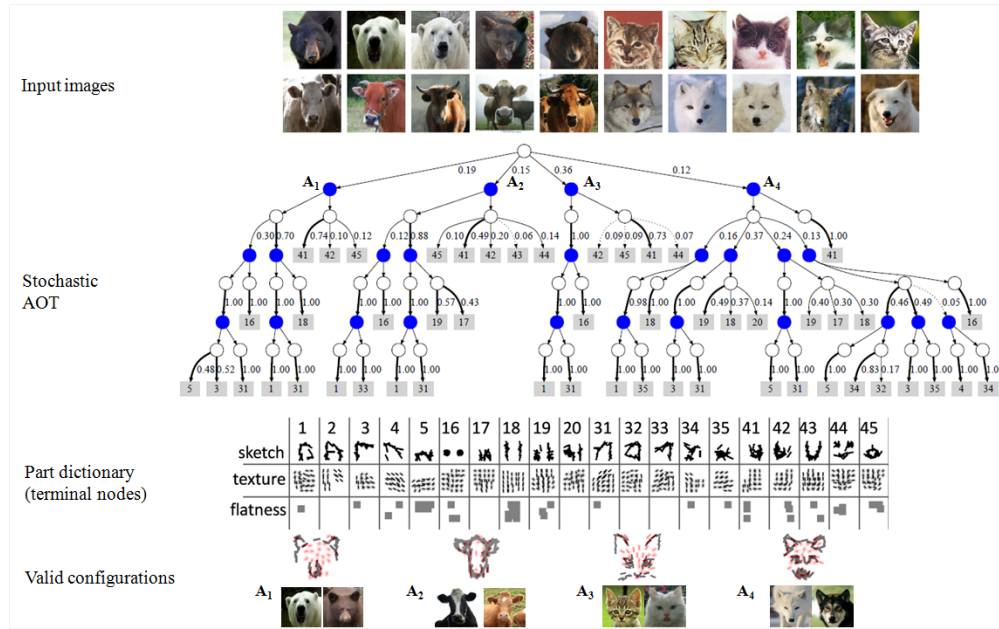 Input images
0.19 0.15 0.36 0.12
A1 A2 A3 A4
0.30 0.70 0.74 0.10 0.12 0.12 0.88 0.10 0.49 0.20 0.06 0.14 1.00 0.09 0.09 0.73 0.07 0.16 0.37 0.24 0.13 1.00
41 42 45 45 41 42 43 44 42 45 41 44 41
Stochastic
AOT
1.00 1.00 1.00 1.00 1.00 1.00 0.57 0.43 1.00 1.00 0.98 1.00 1.00 0.49 0.37 0.14 1.00 0.40 0.30 0.30 0.46 0.49 0.05 1.00
16 18 16 19 17 16 18 19 18 20 19 17 18 16
0.48 0.52 1.00 1.00 1.00 1.00 1.00 1.00 1.00 1.00 1.00 1.00 1.00 1.00 1.00 1.00 1.00 1.00 0.83 0.17 1.00 1.00 1.00
5 3 31 1 31 1 33 1 31 1 31 1 35 3 31 5 31 5 34 32 3 35 4 34
1 2 3 4 5 16 17 18 19 20 31 32 33 34 35 41 42 43 44 45
sketch
Part dictionary
(terminal nodes)
texture
flatness
Valid configurations
A1 A2 A3 A4